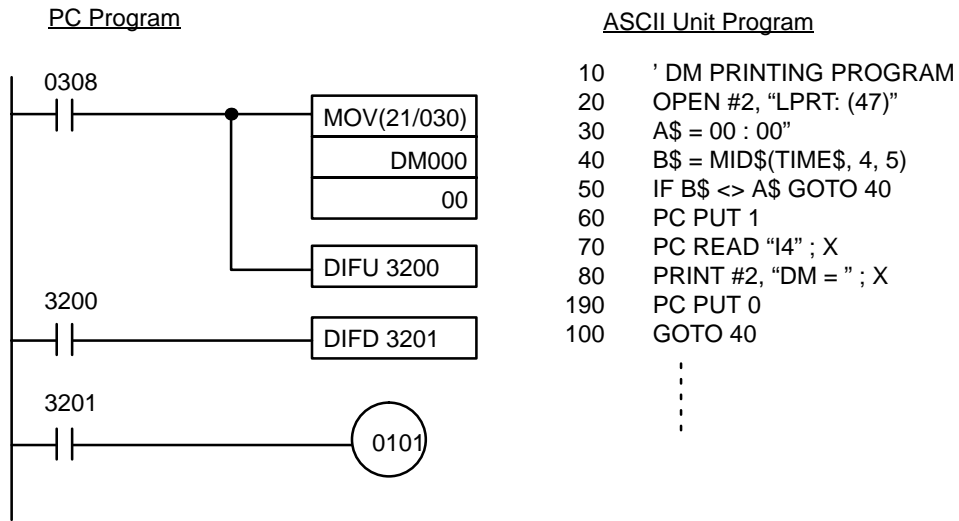 PC Program
0308
MOV(21/030)
DM000
00
DIFU 3200
3200
DIFD 3201
3201
0101
ASCII Unit Program
10 ’ DM PRINTING PROGRAM
20 OPEN #2, “LPRT: (47)”
30 A$ = 00 : 00”
40 B$ = MID$(TIME$, 4, 5)
50 IF B$ <> A$ GOTO 40
60 PC PUT 1
70 PC READ “I4” ; X
80 PRINT #2, “DM = ” ; X
190 PC PUT 0
100 GOTO 40